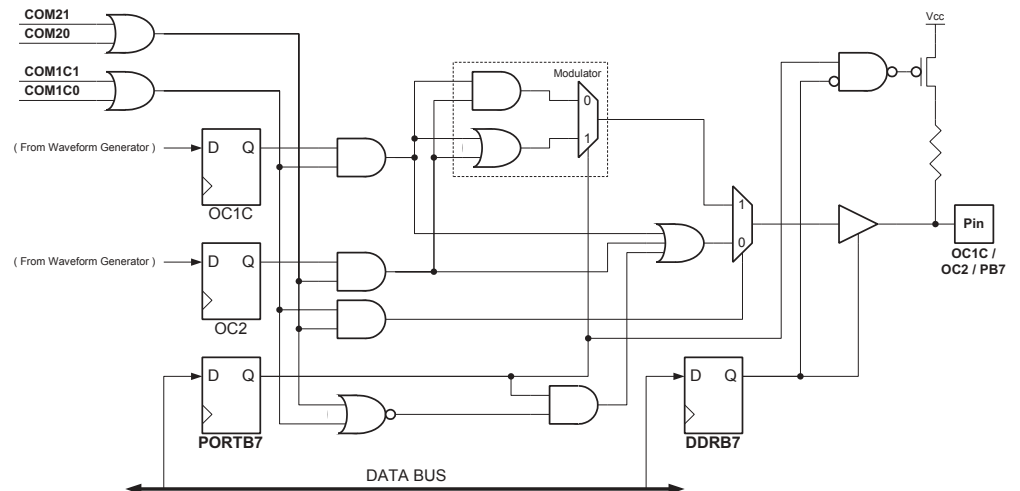 COM21
COM20
Vcc
COM1C1
COM1C0
Modulator
0
1
( From Waveform Generator )
D Q
OC1C
1
0
Pin
OC1C /
OC2 / PB7
( From Waveform Generator )
D Q
OC2
D Q
PORTB7
D Q
DDRB7
DATA BUS